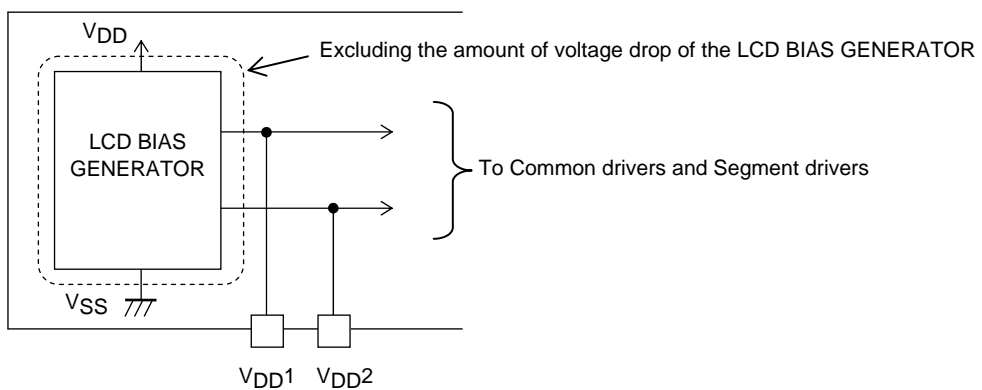 VDD
Excluding the amount of voltage drop of the LCD BIAS GENERATOR
LCD BIAS
GENERATOR
To Common drivers and Segment drivers
VSS
VDD1 VDD2